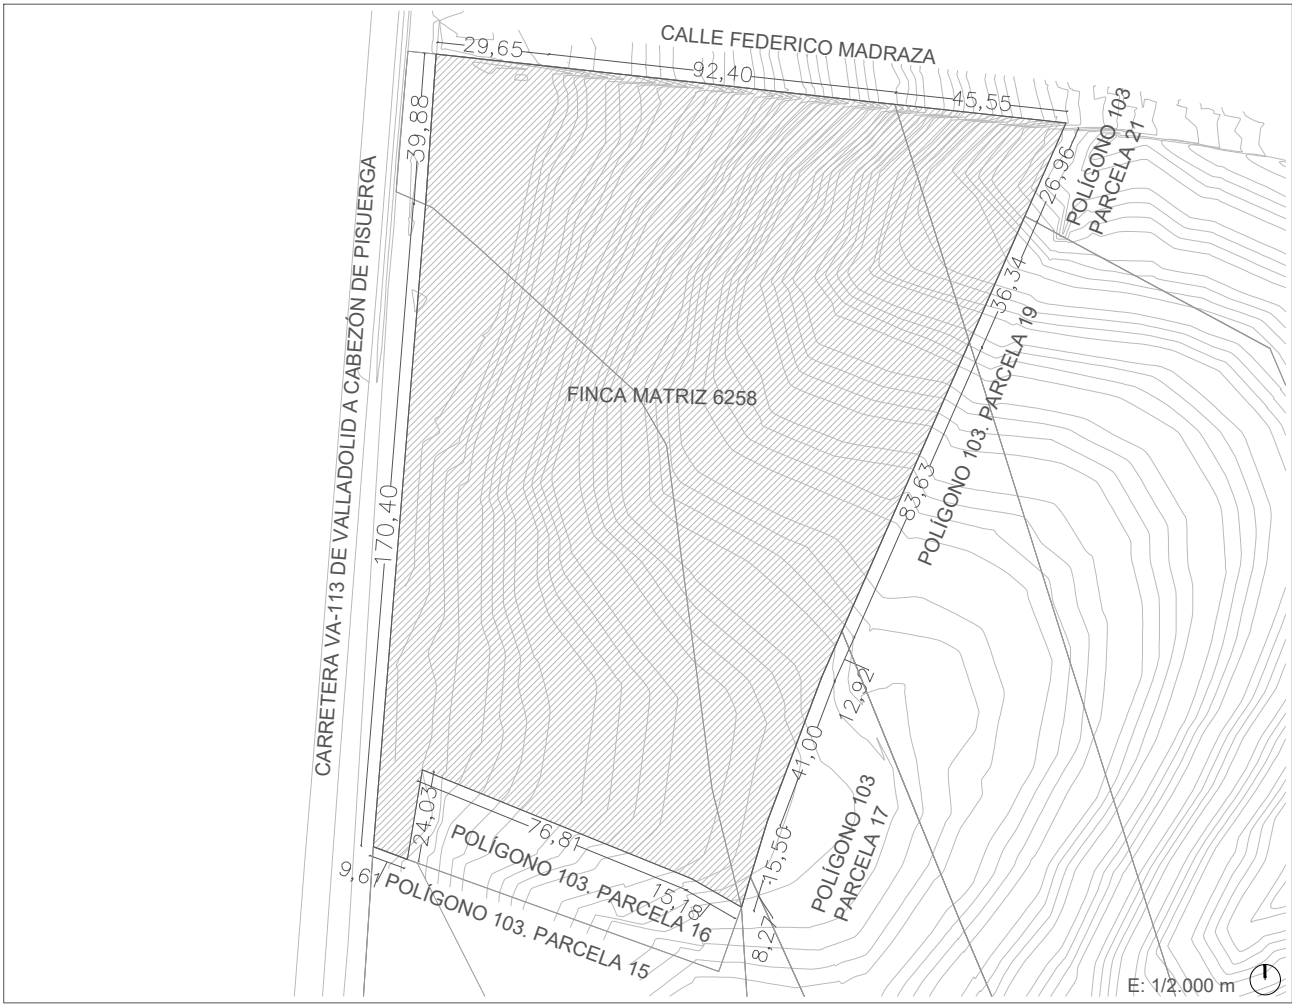 CALLE FEDERICO MADRAZA
29,65
92,40
45,55
39,88
26,96
POLÍGONO 103
PARCELA 21
36,34
CARRETERA VA-113 DE VALLADOLID A CABEZÓN DE PISUERGA
POLÍGONO 103. PARCELA 19
FINCA MATRIZ 6258
170,40
83,63
12,92
41,00
24,03
76,81
POLÍGONO 103
PARCELA 17
15,50
POLÍGONO 103. PARCELA 16
15,18
9,61
POLÍGONO 103. PARCELA 15
8,27
E: 1/2.000 m